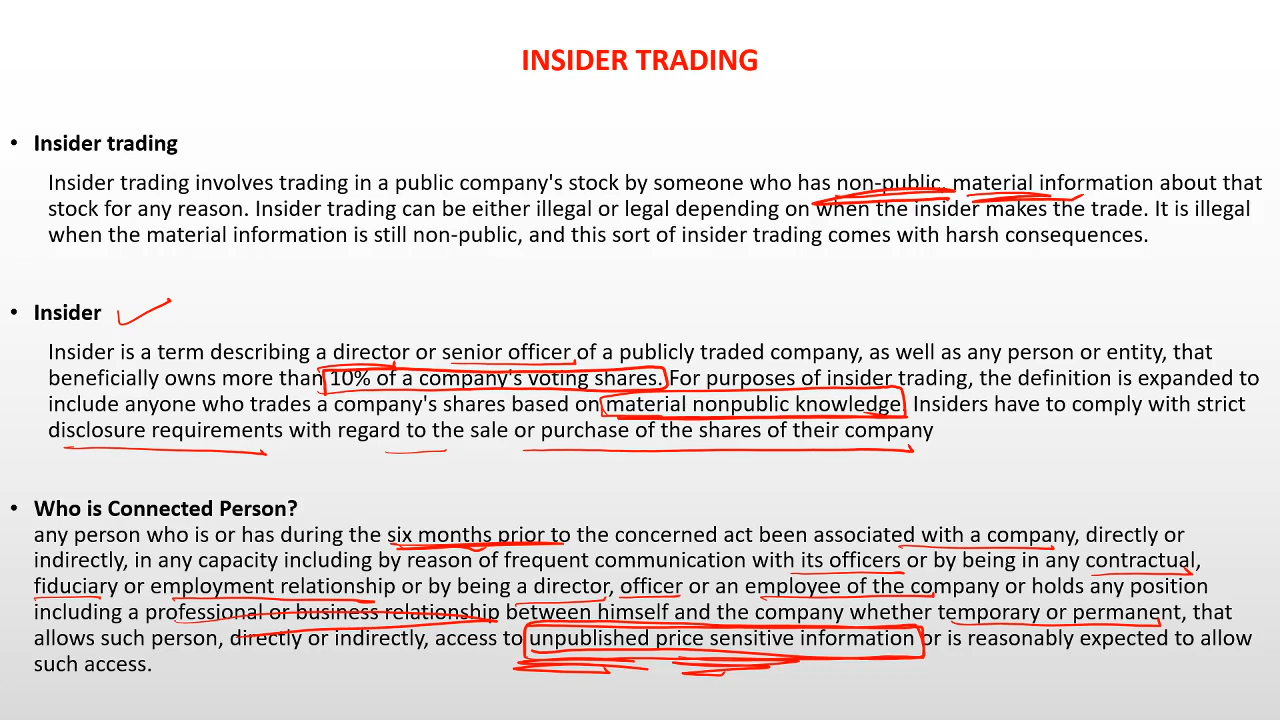 INSIDER TRADING
• Insider trading
Insider trading involves trading in a public company's stock by someone who has non-public, material information about that
stock for any reason. Insider trading can be either illegal or legal depending on when the insider makes the trade. It is illegal
when the material information is still non-public, and this sort of insider trading comes with harsh consequences.
• Insider
Insider is a term describing a director or senior officer of a publicly traded company, as well as any person or entity, that
beneficially owns more than 10% of a company's voting shares. For purposes of insider trading, the definition is expanded to
include anyone who trades a company's shares based on material nonpublic knowledge. Insiders have to comply with strict
disclosure requirements with regard to the sale or purchase of the shares of their company
• Who is Connected Person?
any person who is or has during the six months prior to the concerned act been associated with a company, directly or
indirectly, in any capacity including by reason of frequent communication with its officers or by being in any contractual,
fiduciary or employment relationship or by being a director, officer or an employee of the company or holds any position
including a professional or business relationship between himself and the company whether temporary or permanent, that
allows such person, directly or indirectly, access to unpublished price sensitive information or is reasonably expected to allow
such access.